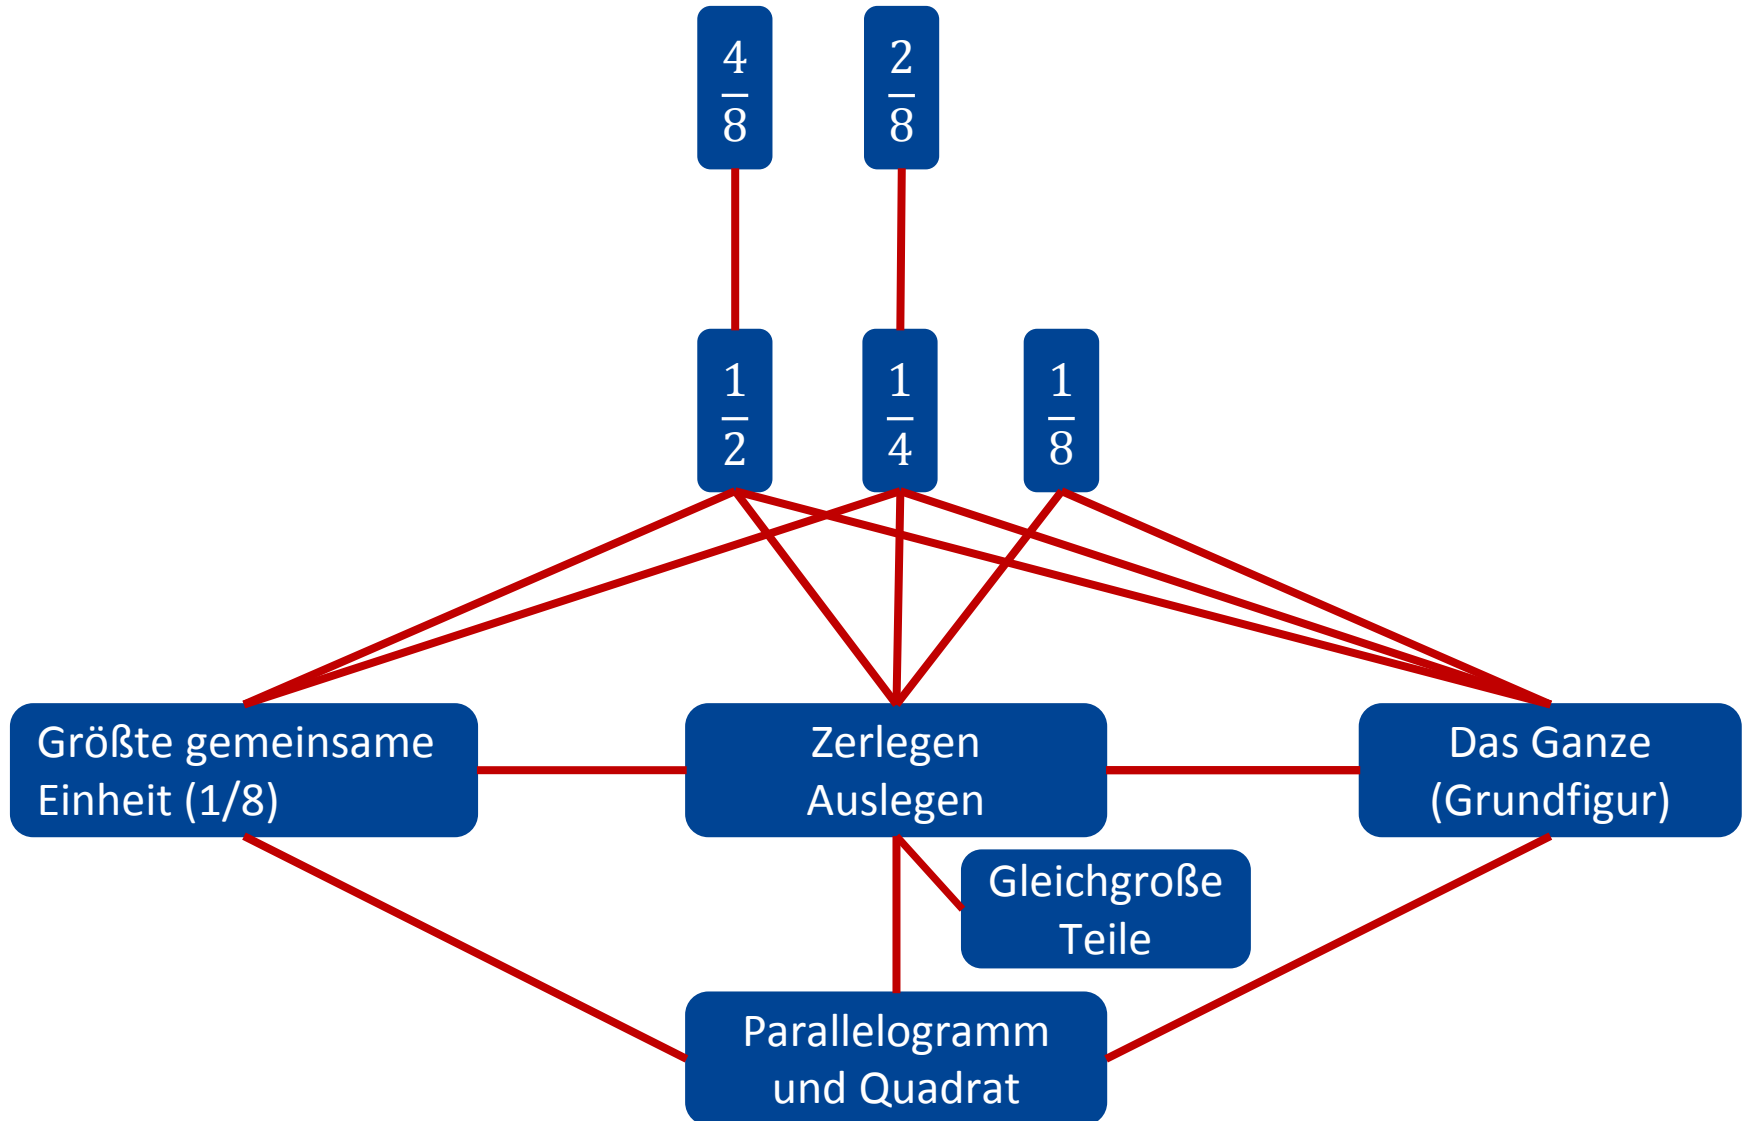 4/8
2/8
1/2
1/4
1/8
Größte gemeinsame
Einheit (1/8)
Zerlegen
Auslegen
Das Ganze
(Grundfigur)
Gleichgroße
Teile
Parallelogramm
und Quadrat